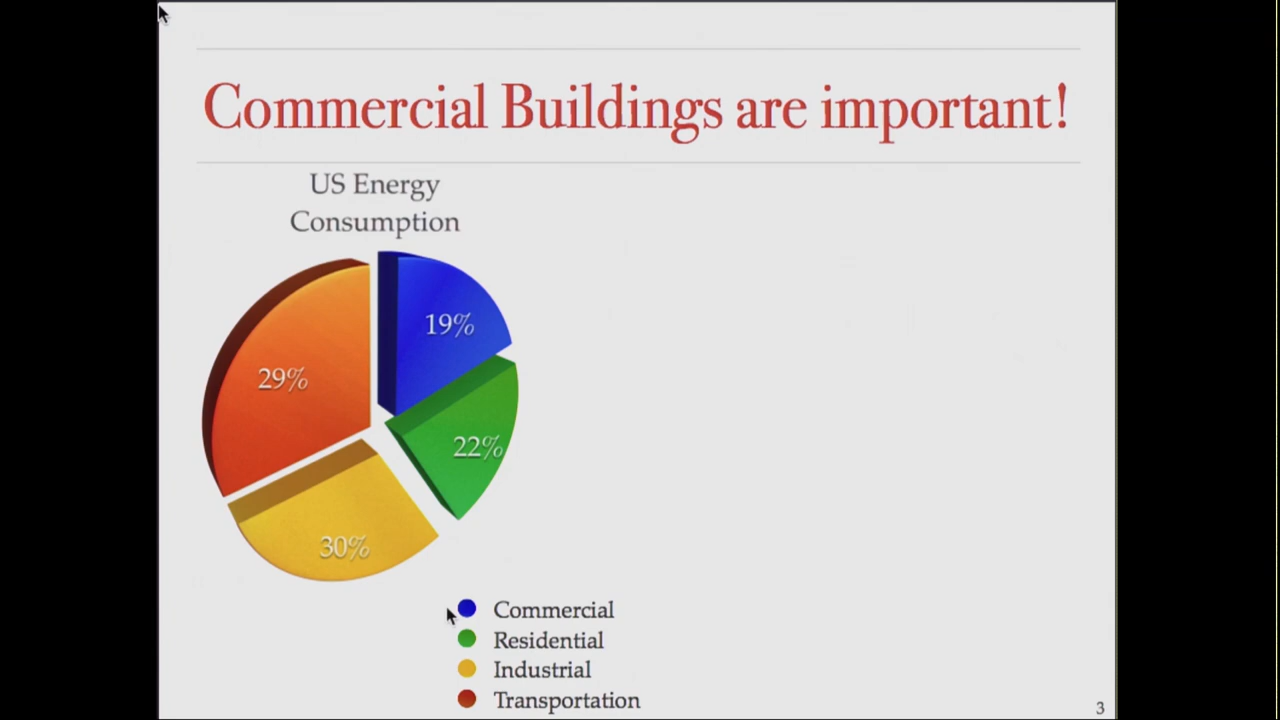 Commercial Buildings are important!
US Energy
Consumption
19%
29%
22%
30%
Commercial
Residential
Industrial
Transportation
3